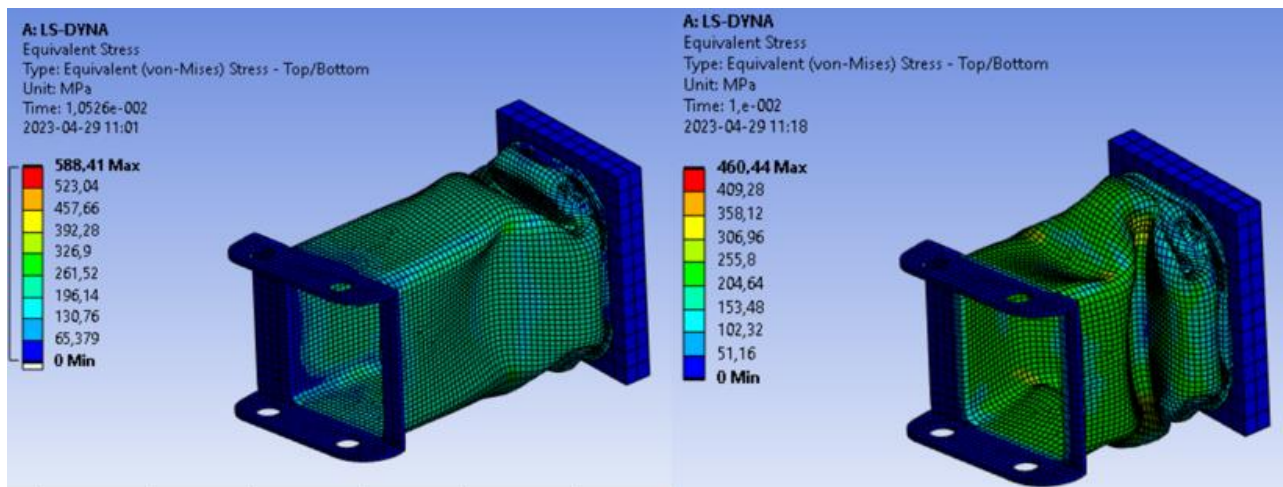 A: LS-DYNA
Equivalent Stress
Type: Equivalent (von-Mises) Stress - Top/Bottom
Unit: MPa
Time: 1,0526e-002
2023-04-29 11:01
588,41 Max
523,04
457,66
392,28
326,9
261,52
196,14
130,76
65,379
0 Min
A: LS-DYNA
Equivalent Stress
Type: Equivalent (von-Mises) Stress - Top/Bottom
Unit: MPa
Time: 1,e-002
2023-04-29 11:18
460,44 Max
409,28
358,12
306,96
255,8
204,64
153,48
102,32
51,16
0 Min